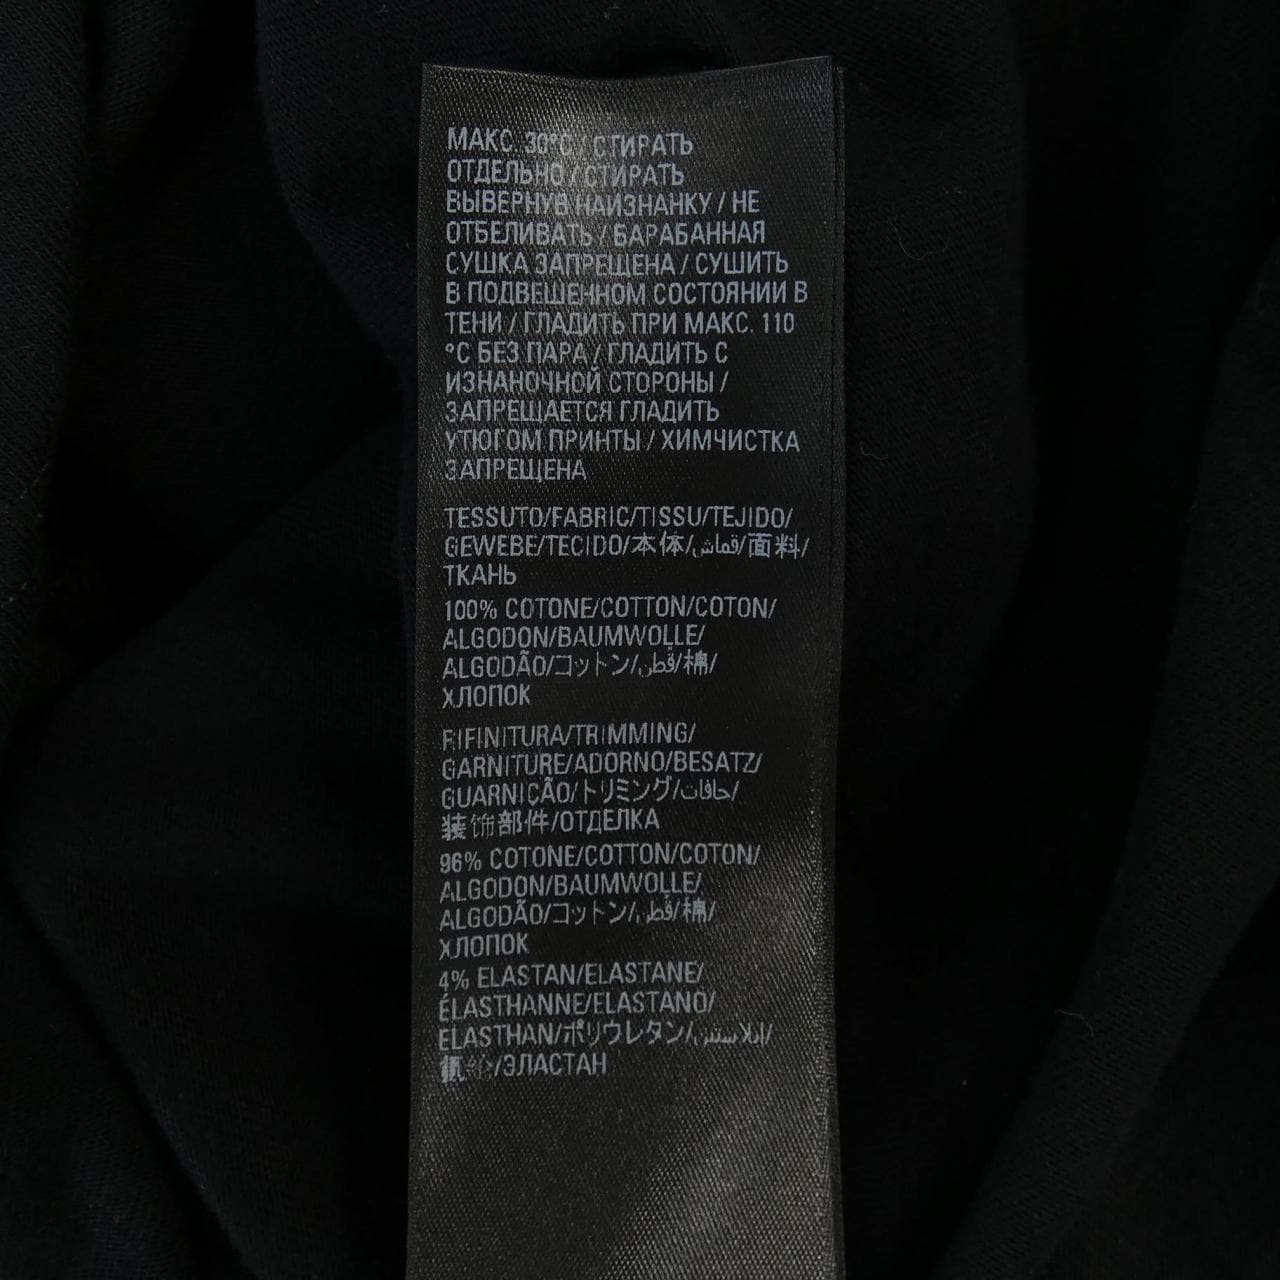 МАКС. 30°C / СТИРАТЬ
ОТДЕЛЬНО / СТИРАТЬ
ВЫВЕРНУВ НАИЗНАНКУ / НЕ
ОТБЕЛИВАТЬ / БАРАБАННАЯ
СУШКА ЗАПРЕЩЕНА / СУШИТЬ
В ПОДВЕШЕННОМ СОСТОЯНИИ В
ТЕНИ / ГЛАДИТЬ ПРИ МАКС. 110
°C БЕЗ ПАРА / ГЛАДИТЬ С
ИЗНАНОЧНОЙ СТОРОНЫ /
ЗАПРЕЩАЕТСЯ ГЛАДИТЬ
УТЮГОМ ПРИНТЫ / ХИМЧИСТКА
ЗАПРЕЩЕНА
TESSUTO/FABRIC/TISSU/TEJIDO/
GEWEBE/TECIDO/本体/قماش/面料/
ТКАНЬ
100% COTONE/COTTON/COTON/
ALGODON/BAUMWOLLE/
ALGODÃO/コットン/قطن/棉/
ХЛОПОК
RIFINITURA/TRIMMING/
GARNITURE/ADORNO/BESATZ/
GUARNIÇÃO/トリミング/حافات/
装饰部件/ОТДЕЛКА
96% COTONE/COTTON/COTON/
ALGODON/BAUMWOLLE/
ALGODÃO/コットン/قطن/棉/
ХЛОПОК
4% ELASTAN/ELASTANE/
ÉLASTHANNE/ELASTANO/
ELASTHAN/ポリウレタン/إيلاستين/
/ЭЛАСТАН